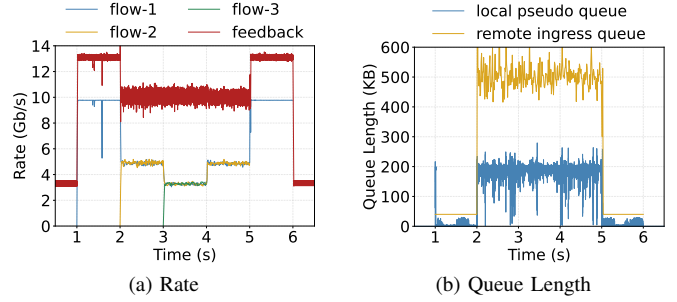 flow-1
flow-3
flow-2
feedback
14
12
10
8
6
4
2
0
Rate (Gb/s)
1 2 3 4 5 6
Time (s)
(a) Rate
local pseudo queue
remote ingress queue
600
500
400
300
200
100
0
Queue Length (KB)
1 2 3 4 5 6
Time (s)
(b) Queue Length